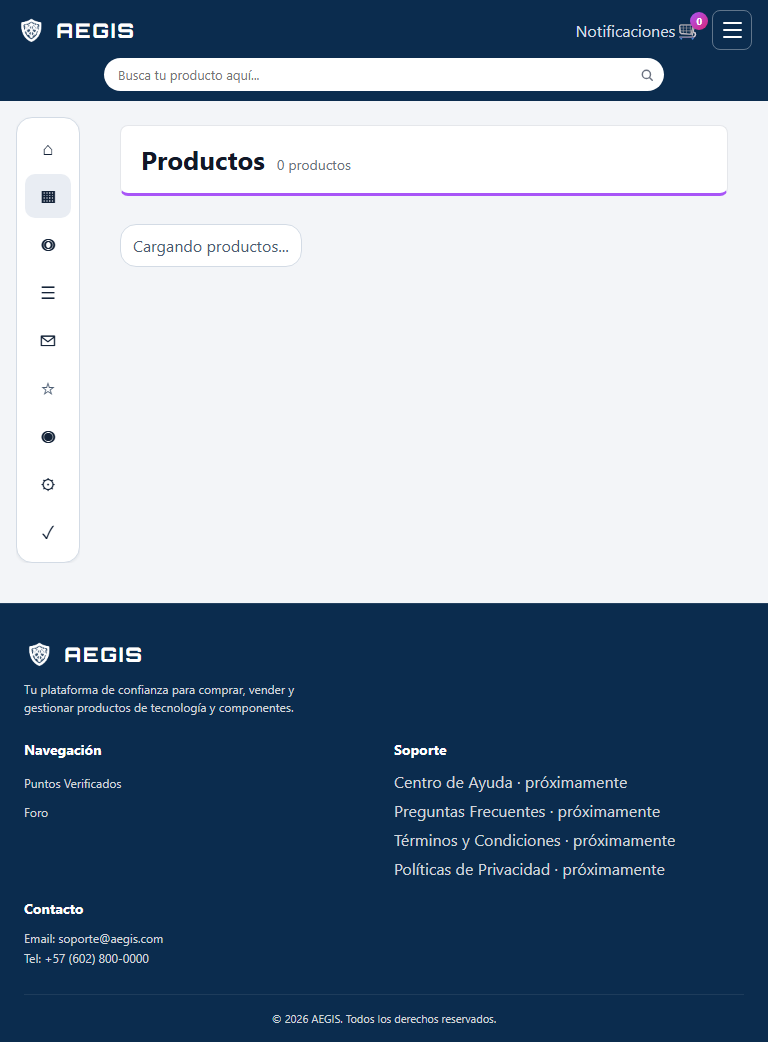 AEGIS
Notificaciones
0
Busca tu producto aquí...
Productos 0 productos
Cargando productos...
AEGIS
Tu plataforma de confianza para comprar, vender y
gestionar productos de tecnología y componentes.
Navegación
Puntos Verificados
Foro
Soporte
Centro de Ayuda · próximamente
Preguntas Frecuentes · próximamente
Términos y Condiciones · próximamente
Políticas de Privacidad · próximamente
Contacto
Email: soporte@aegis.com
Tel: +57 (602) 800-0000
© 2026 AEGIS. Todos los derechos reservados.